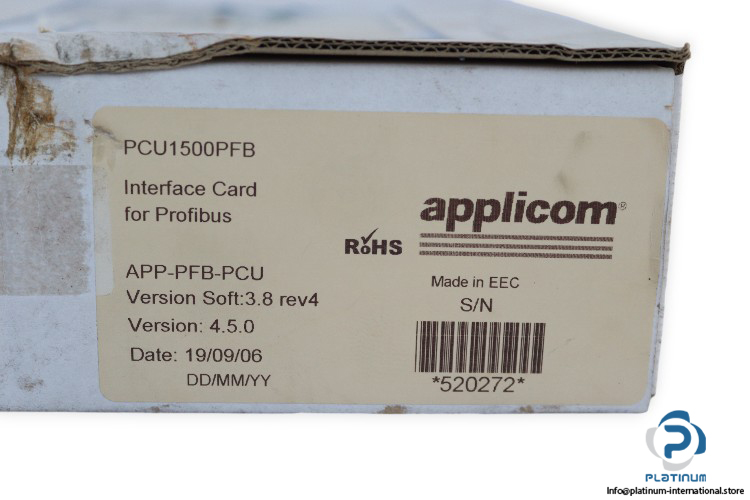 PCU1500PFB
Interface Card
for Profibus
APP-PFB-PCU
Version Soft:3.8 rev4
Version: 4.5.0
Date: 19/09/06
DD/MM/YY
RoHS
applicom®
Made in EEC
S/N
*520272*
PLATINUM
Info@platinum-international.store